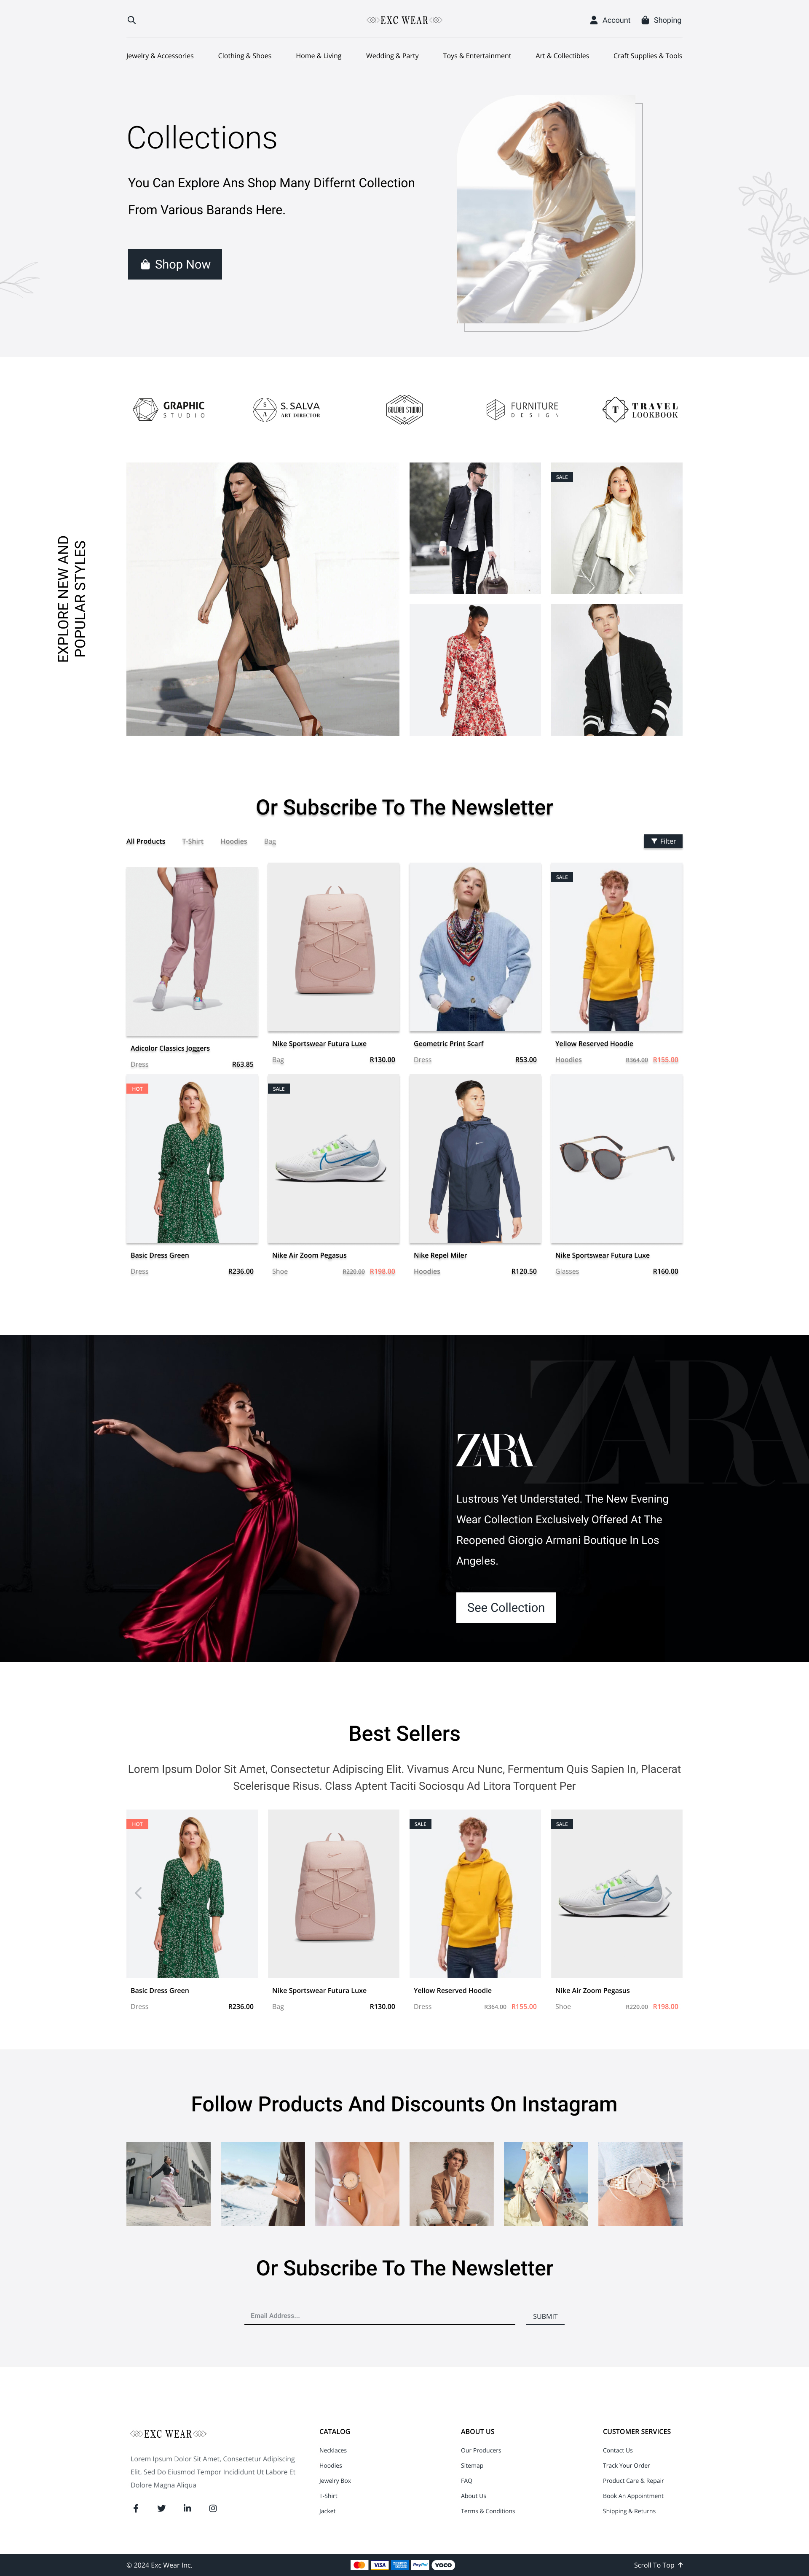 EXC WEAR
Account
Shoping
Jewelry & Accessories
Clothing & Shoes
Home & Living
Wedding & Party
Toys & Entertainment
Art & Collectibles
Craft Supplies & Tools
Collections
You Can Explore Ans Shop Many Differnt Collection
From Various Barands Here.
Shop Now
GRAPHIC
STUDIO
S
A
S. SALVA
ART DIRECTOR
GOLDEN STUDIO
FURNITURE
DESIGN
T
TRAVEL
LOOKBOOK
EXPLORE NEW AND
POPULAR STYLES
SALE
Or Subscribe To The Newsletter
All Products
T-Shirt
Hoodies
Bag
Filter
SALE
Adicolor Classics Joggers
Dress
R63.85
Nike Sportswear Futura Luxe
Bag
R130.00
Geometric Print Scarf
Dress
R53.00
Yellow Reserved Hoodie
Hoodies
R364.00 R155.00
HOT
SALE
Basic Dress Green
Dress
R236.00
Nike Air Zoom Pegasus
Shoe
R220.00 R198.00
Nike Repel Miler
Hoodies
R120.50
Nike Sportswear Futura Luxe
Glasses
R160.00
ZARA
ZARA
Lustrous Yet Understated. The New Evening
Wear Collection Exclusively Offered At The
Reopened Giorgio Armani Boutique In Los
Angeles.
See Collection
Best Sellers
Lorem Ipsum Dolor Sit Amet, Consectetur Adipiscing Elit. Vivamus Arcu Nunc, Fermentum Quis Sapien In, Placerat
Scelerisque Risus. Class Aptent Taciti Sociosqu Ad Litora Torquent Per
HOT
SALE
SALE
Basic Dress Green
Dress
R236.00
Nike Sportswear Futura Luxe
Bag
R130.00
Yellow Reserved Hoodie
Dress
R364.00 R155.00
Nike Air Zoom Pegasus
Shoe
R220.00 R198.00
Follow Products And Discounts On Instagram
Or Subscribe To The Newsletter
Email Address...
SUBMIT
EXC WEAR
Lorem Ipsum Dolor Sit Amet, Consectetur Adipiscing
Elit, Sed Do Eiusmod Tempor Incididunt Ut Labore Et
Dolore Magna Aliqua
CATALOG
Necklaces
Hoodies
Jewelry Box
T-Shirt
Jacket
ABOUT US
Our Producers
Sitemap
FAQ
About Us
Terms & Conditions
CUSTOMER SERVICES
Contact Us
Track Your Order
Product Care & Repair
Book An Appointment
Shipping & Returns
© 2024 Exc Wear Inc.
VISA
AMERICAN EXPRESS
PayPal
YOCO
Scroll To Top